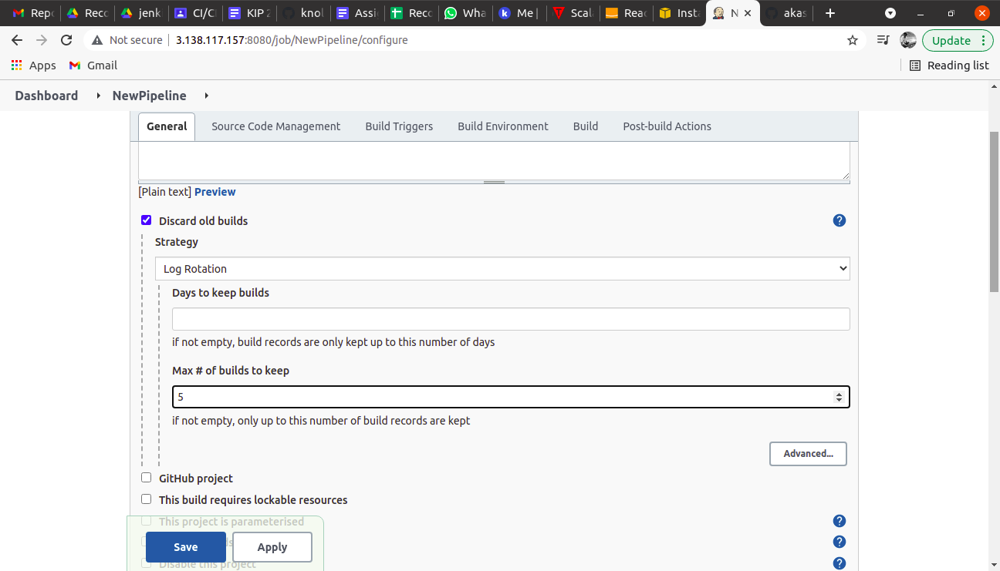 Repo
Reco
jenk
CI/CI
KIP 2
knol
Assi
Reco
Wha
Me |
Scal
Reac
Insta
N
akas
Not secure
3.138.117.157:8080/job/NewPipeline/configure
Update
Apps
Gmail
Reading list
Dashboard
NewPipeline
General
Source Code Management
Build Triggers
Build Environment
Build
Post-build Actions
[Plain text] Preview
Discard old builds
?
Strategy
Log Rotation
Days to keep builds
if not empty, build records are only kept up to this number of days
Max # of builds to keep
5
if not empty, only up to this number of build records are kept
Advanced...
GitHub project
This build requires lockable resources
This project is parameterised
?
Save
Apply
?
Disable this project
?